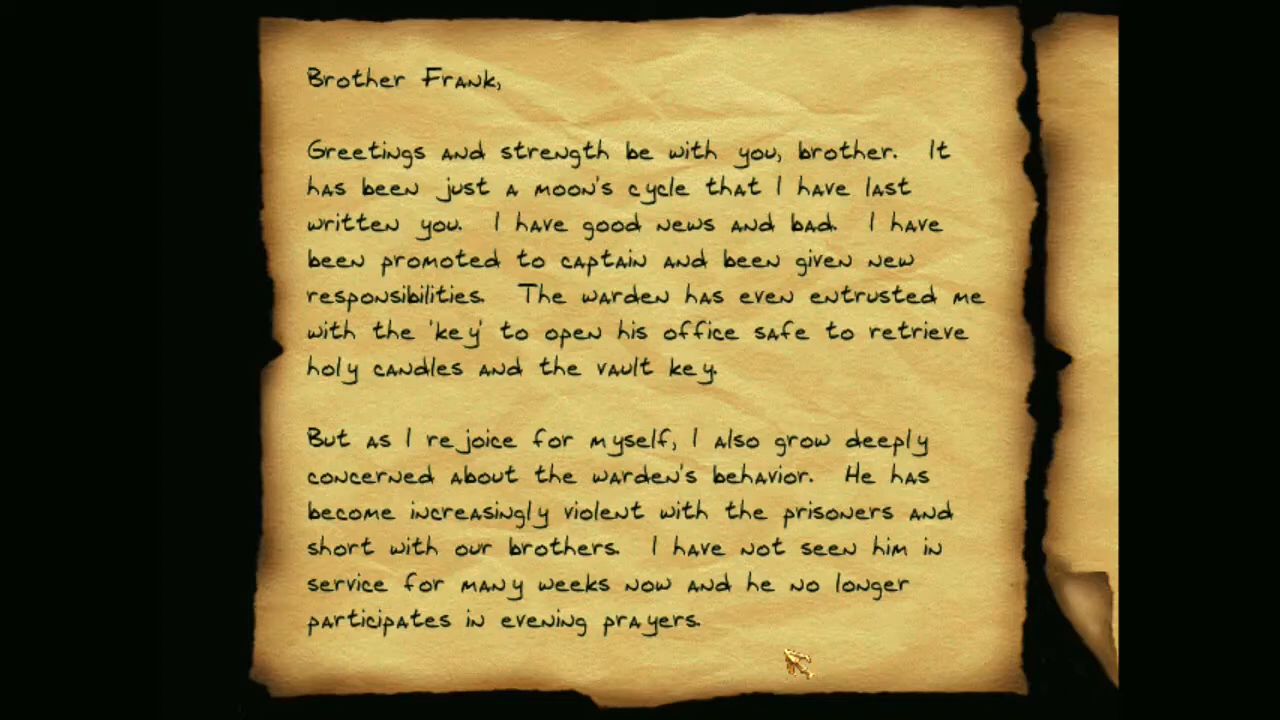 Brother Frank,
Greetings and strength be with you, brother. It
has been just a moon's cycle that I have last
written you. I have good news and bad. I have
been promoted to captain and been given new
responsibilities. The warden has even entrusted me
with the 'key' to open his office safe to retrieve
holy candles and the vault key.
But as I rejoice for myself, I also grow deeply
concerned about the warden's behavior. He has
become increasingly violent with the prisoners and
short with our brothers. I have not seen him in
service for many weeks now and he no longer
participates in evening prayers.